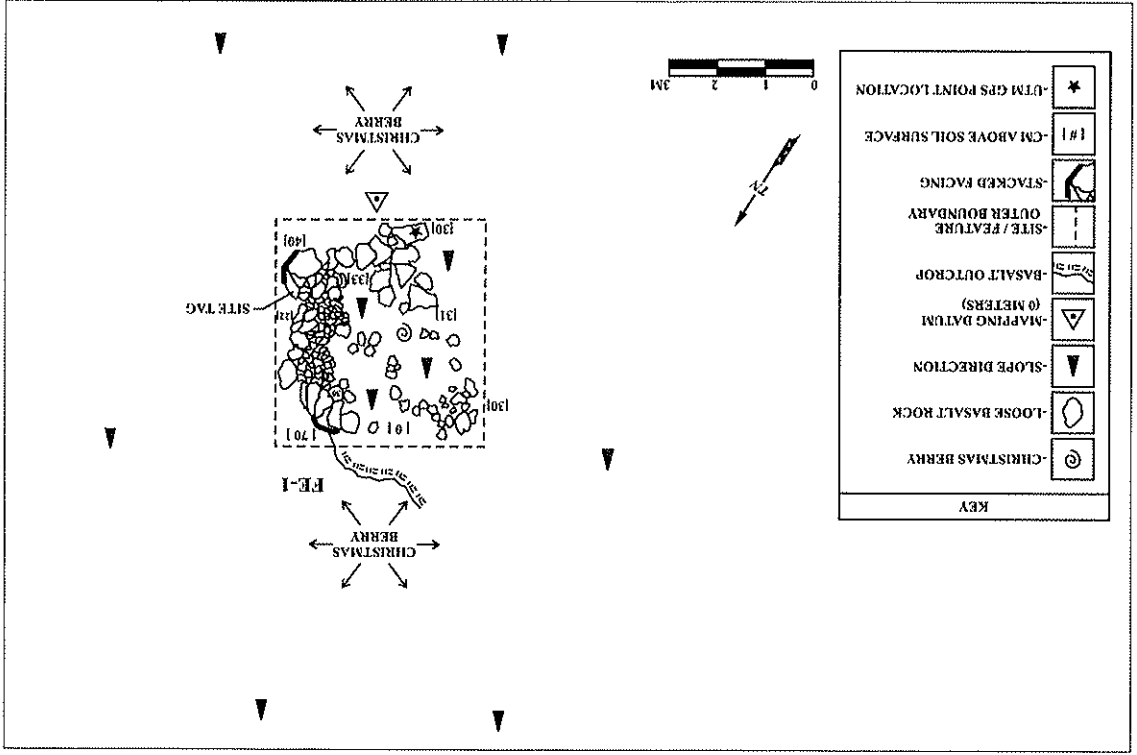 KEY
-CHRISTMAS BERRY
-LOOSE BASALT ROCK
-SLOPE DIRECTION
-MAPPING DATUM
(0 METERS)
-BASALT OUTCROP
-SITE / FEATURE
OUTER BOUNDARY
-STACKED FACING
[#]
-CM ABOVE SOIL SURFACE
-UTM GPS POINT LOCATION
TN
0 1 2 3M
CHRISTMAS
BERRY
FE-1
[70]
[0]
[30]
[22]
[31]
SITE TAG
[33]
[40]
[30]
CHRISTMAS
BERRY